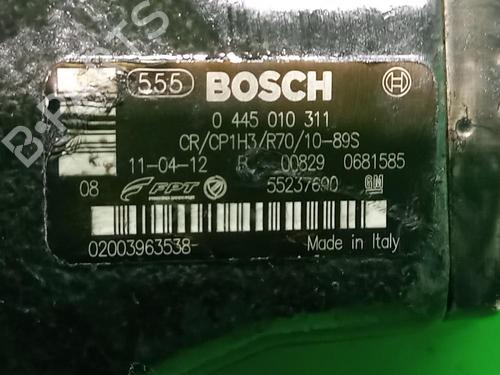 555 BOSCH
0 445 010 311
CR/CP1H3/R70/10-89S
11-04-12 R 00829 0681585
08 FPT 55237690 GM
02003963538-
Made in Italy